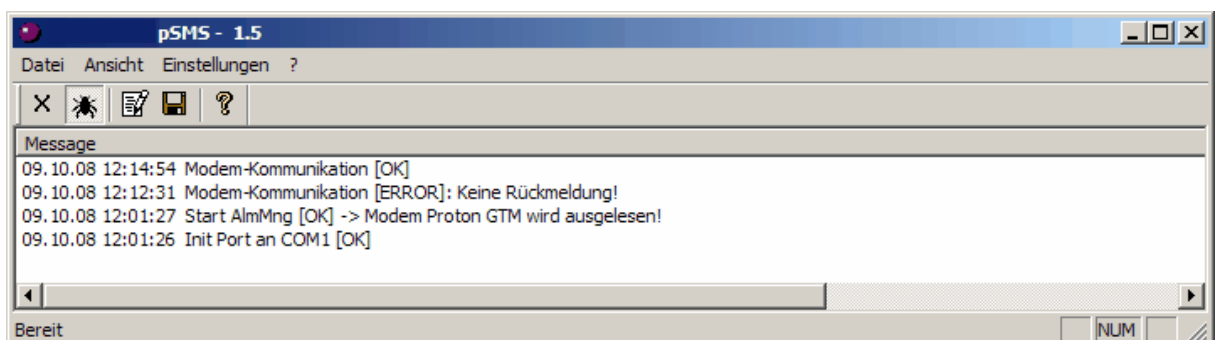 pSMS - 1.5
Datei Ansicht Einstellungen ?
Message
09.10.08 12:14:54 Modem-Kommunikation [OK]
09.10.08 12:12:31 Modem-Kommunikation [ERROR]: Keine Rückmeldung!
09.10.08 12:01:27 Start AlmMng [OK] -> Modem Proton GTM wird ausgelesen!
09.10.08 12:01:26 Init Port an COM1 [OK]
Bereit NUM